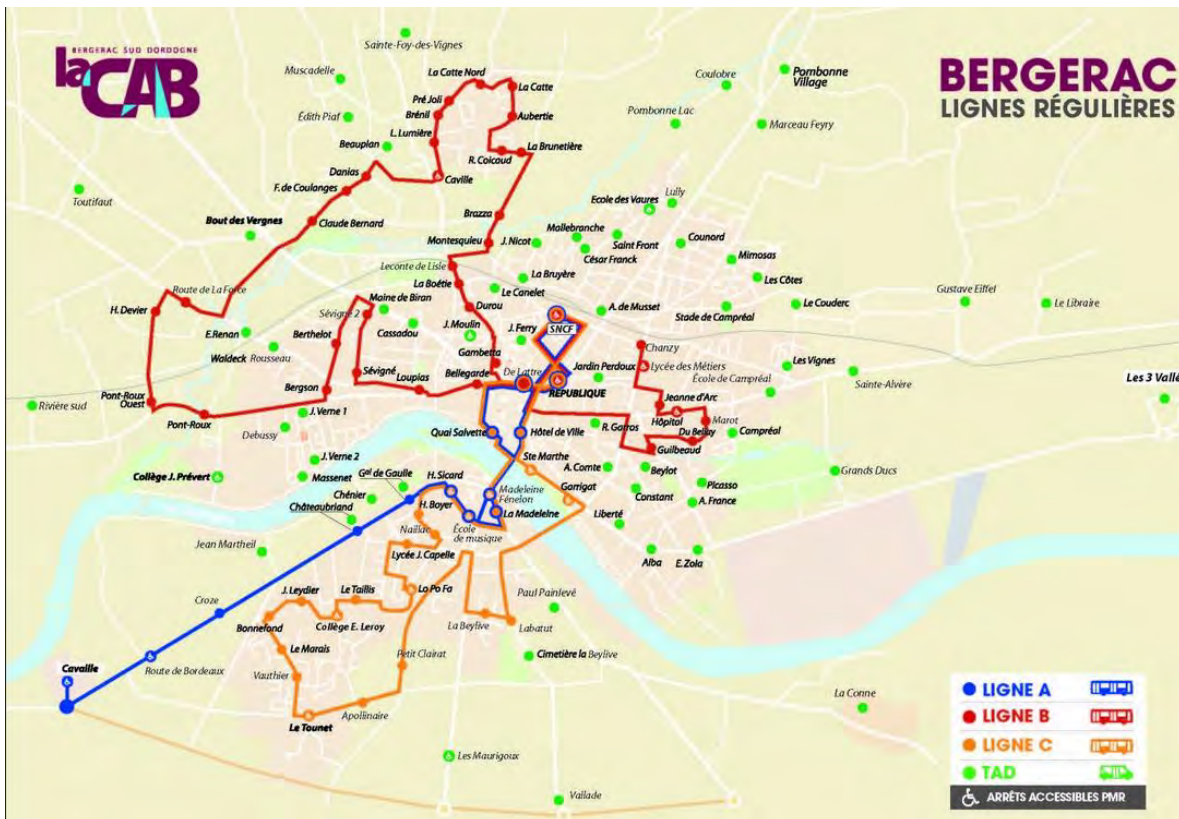 BERGERAC SUD DORDOGNE
la CAB
BERGERAC
LIGNES RÉGULIÈRES
Sainte-Foy-des-Vignes
Muscadelle
La Catte Nord
La Catte
Coulobre
Pombonne
Village
Pré Joli
Brénil
Aubertie
Édith Piaf
L. Lumière
Pombonne Lac
Marceau Feyry
Beauplan
La Brunetière
R. Coicaud
Danias
F. de Coulanges
Caville
Toutifaut
Ecole des Vaures
Lully
Bout des Vergnes
Claude Bernard
Brazza
Mallebranche
Montesquieu
J. Nicot
Saint Front
Counord
César Franck
Mimosas
Leconte de Lisle
La Bruyère
Les Côtes
La Boétie
Le Canelet
Route de La Force
Maine de Biran
Gustave Eiffel
Le Libraire
H. Devier
Sévigné 2
Durou
A. de Musset
Le Couderc
Stade de Campréal
Cassadou
J. Moulin
J. Ferry
SNCF
E.Renan
Berthelot
Waldeck
Rousseau
Gambetta
Chanzy
Lycée des Métiers
Les Vignes
Jardin Perdoux
École de Campréal
Sévigné
Loupias
Bellegarde
De Lattre
RÉPUBLIQUE
Sainte-Alvère
Les 3 Vallé
Bergson
Jeanne d'Arc
Rivière sud
Pont-Roux
Ouest
Pont-Roux
J. Verne 1
Hôpital
Marot
Debussy
Quai Salvette
Hôtel de Ville
R. Garros
Du Bellay
Campréal
Guilbeaud
J. Verne 2
Ste Marthe
Collège J. Prévert
Massenet
Gal de Gaulle
H. Sicard
A. Comte
Beylot
Grands Ducs
Chénier
Châteaubriand
H. Boyer
Madeleine
Fénelon
Garrigat
Constant
Picasso
A. France
La Madeleine
Liberté
Naillac
École
de musique
Jean Martheil
Lycée J. Capelle
Alba
E. Zola
J. Leydier
Le Taillis
Lo Po Fa
Paul Painlevé
Croze
Bonnefond
Collège E. Leroy
La Beylive
Labatut
Le Marais
Petit Clairat
Cimetière la Beylive
Cavaille
Route de Bordeaux
Vauthier
Apollinaire
Le Tounet
La Conne
Les Maurigoux
Vallade
LIGNE A
LIGNE B
LIGNE C
TAD
ARRÊTS ACCESSIBLES PMR